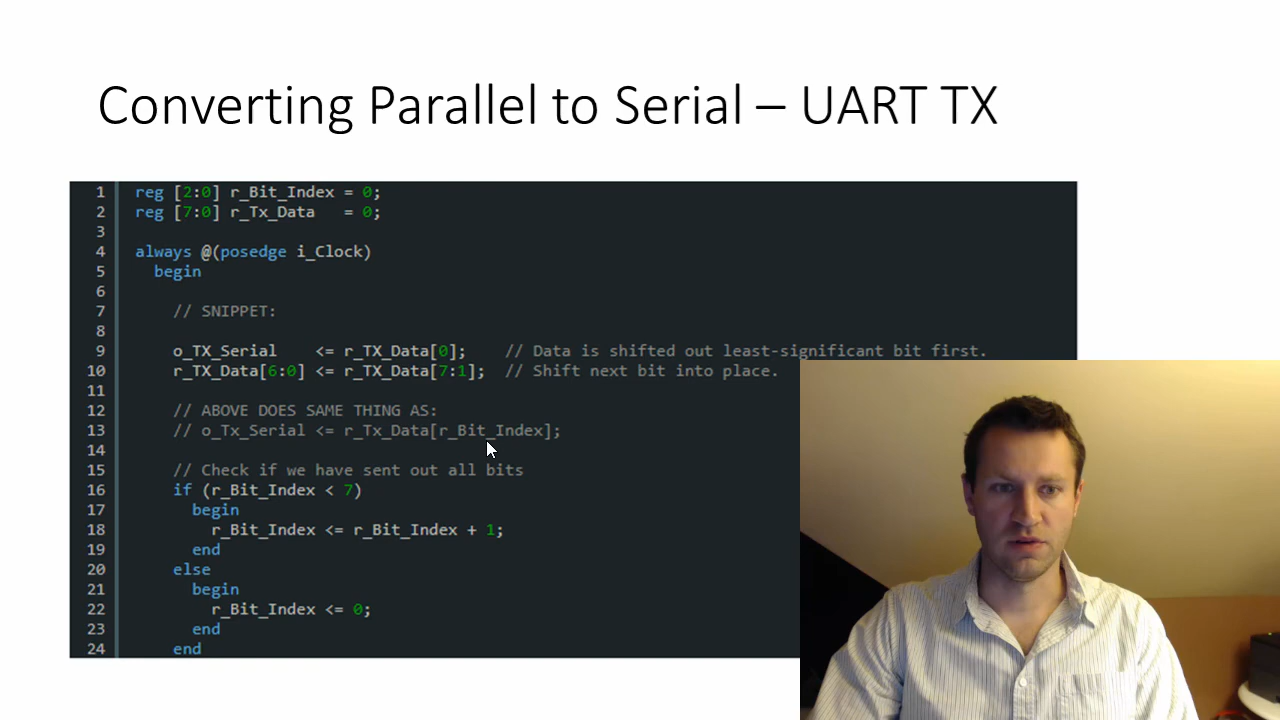 Converting Parallel to Serial – UART TX
1 reg [2:0] r_Bit_Index = 0;
2 reg [7:0] r_Tx_Data   = 0;
3
4 always @(posedge i_Clock)
5   begin
6
7     // SNIPPET:
8
9     o_TX_Serial    <= r_TX_Data[0];    // Data is shifted out least-significant bit first.
10     r_TX_Data[6:0] <= r_TX_Data[7:1];  // Shift next bit into place.
11
12     // ABOVE DOES SAME THING AS:
13     // o_Tx_Serial <= r_Tx_Data[r_Bit_Index];
14
15     // Check if we have sent out all bits
16     if (r_Bit_Index < 7)
17       begin
18         r_Bit_Index <= r_Bit_Index + 1;
19       end
20     else
21       begin
22         r_Bit_Index <= 0;
23       end
24     end